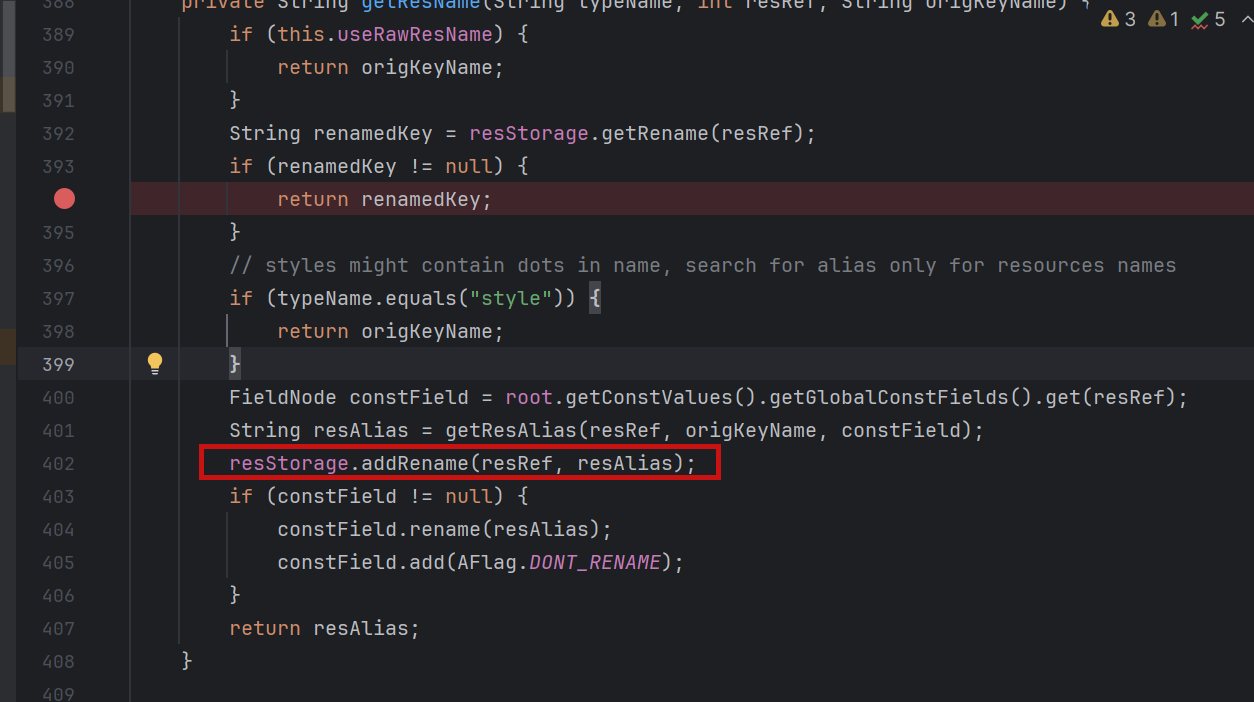 388 private String getResName(String typeName, int resRef, String origKeyName) {
3 1 5
389 if (this.useRawResName) {
390 return origKeyName;
391 }
392 String renamedKey = resStorage.getRename(resRef);
393 if (renamedKey != null) {
return renamedKey;
395 }
396 // styles might contain dots in name, search for alias only for resources names
397 if (typeName.equals("style")) {
398 return origKeyName;
399 }
400 FieldNode constField = root.getConstValues().getGlobalConstFields().get(resRef);
401 String resAlias = getResAlias(resRef, origKeyName, constField);
402 resStorage.addRename(resRef, resAlias);
403 if (constField != null) {
404 constField.rename(resAlias);
405 constField.add(AFlag.DONT_RENAME);
406 }
407 return resAlias;
408 }
409